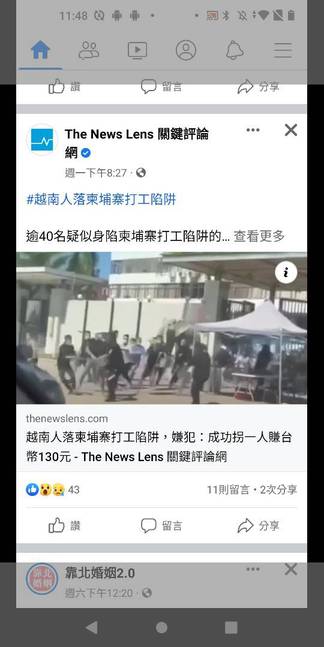 11:48
讚 留言 分享
The News Lens 關鍵評論
網
週一下午8:27
#越南人落柬埔寨打工陷阱
逾40名疑似身陷柬埔寨打工陷阱的... 查看更多
thenewslens.com
越南人落柬埔寨打工陷阱，嫌犯：成功拐一人賺台
幣130元 - The News Lens 關鍵評論網
43 11則留言・2次分享
讚 留言 分享
靠北
婚姻
靠北婚姻2.0
週六下午12:20